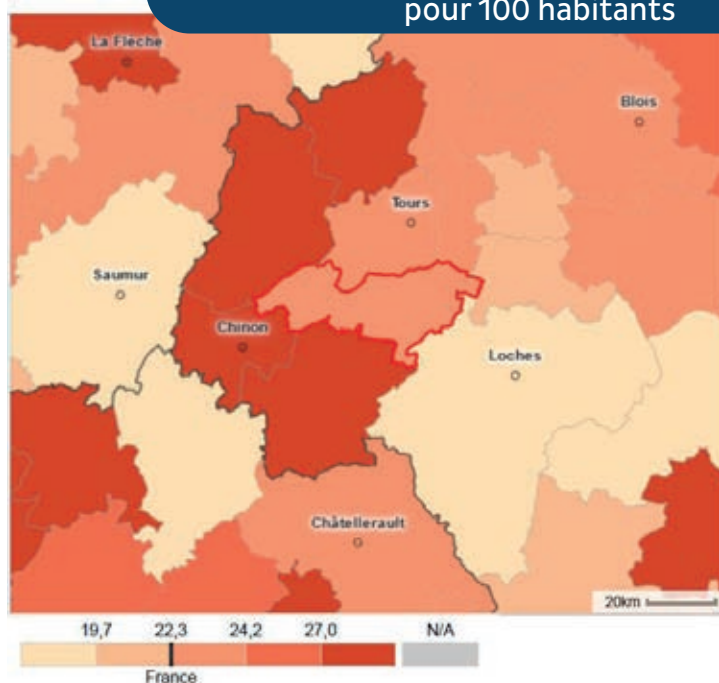 pour 100 habitants
La Flèche
Blois
Tours
Saumur
Chinon
Loches
Châtellerault
20km
19,7 22,3 24,2 27,0 N/A
France